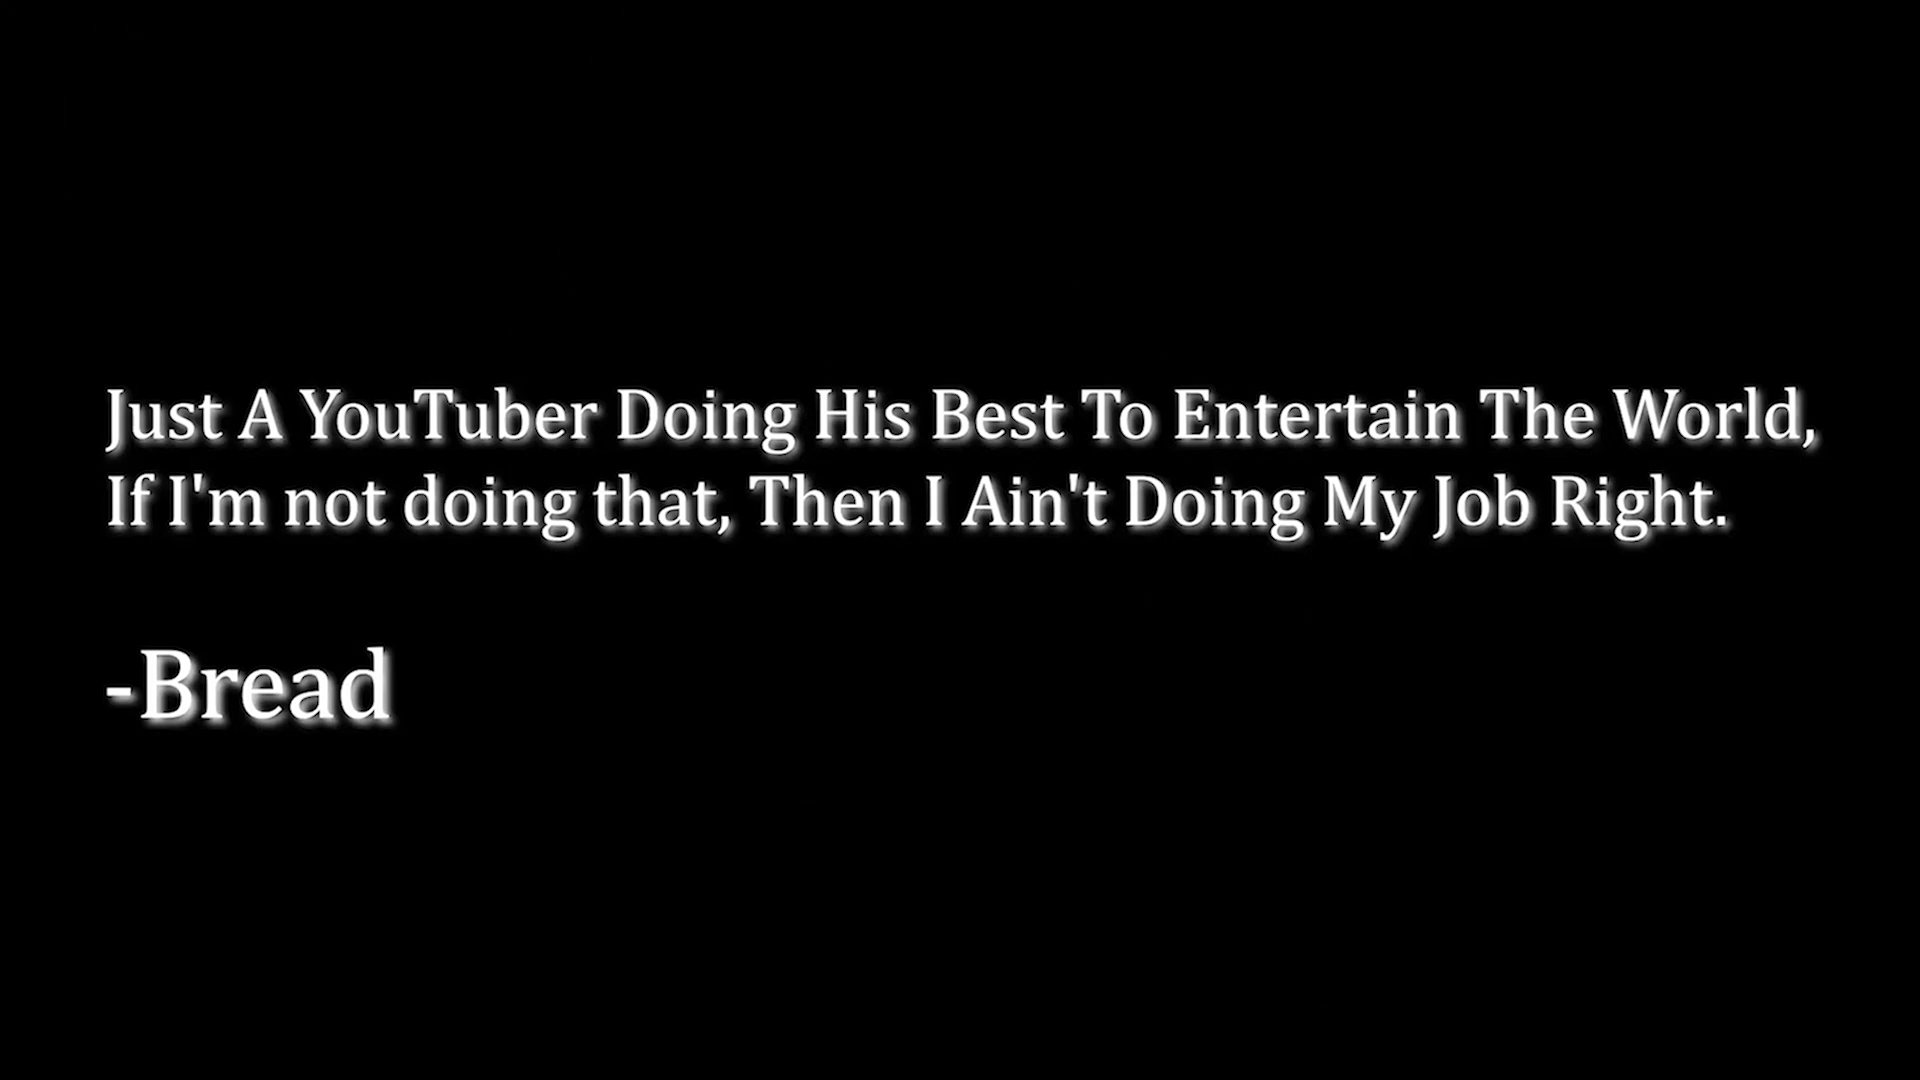 Just A YouTuber Doing His Best To Entertain The World,
If I'm not doing that, Then I Ain't Doing My Job Right.
-Bread